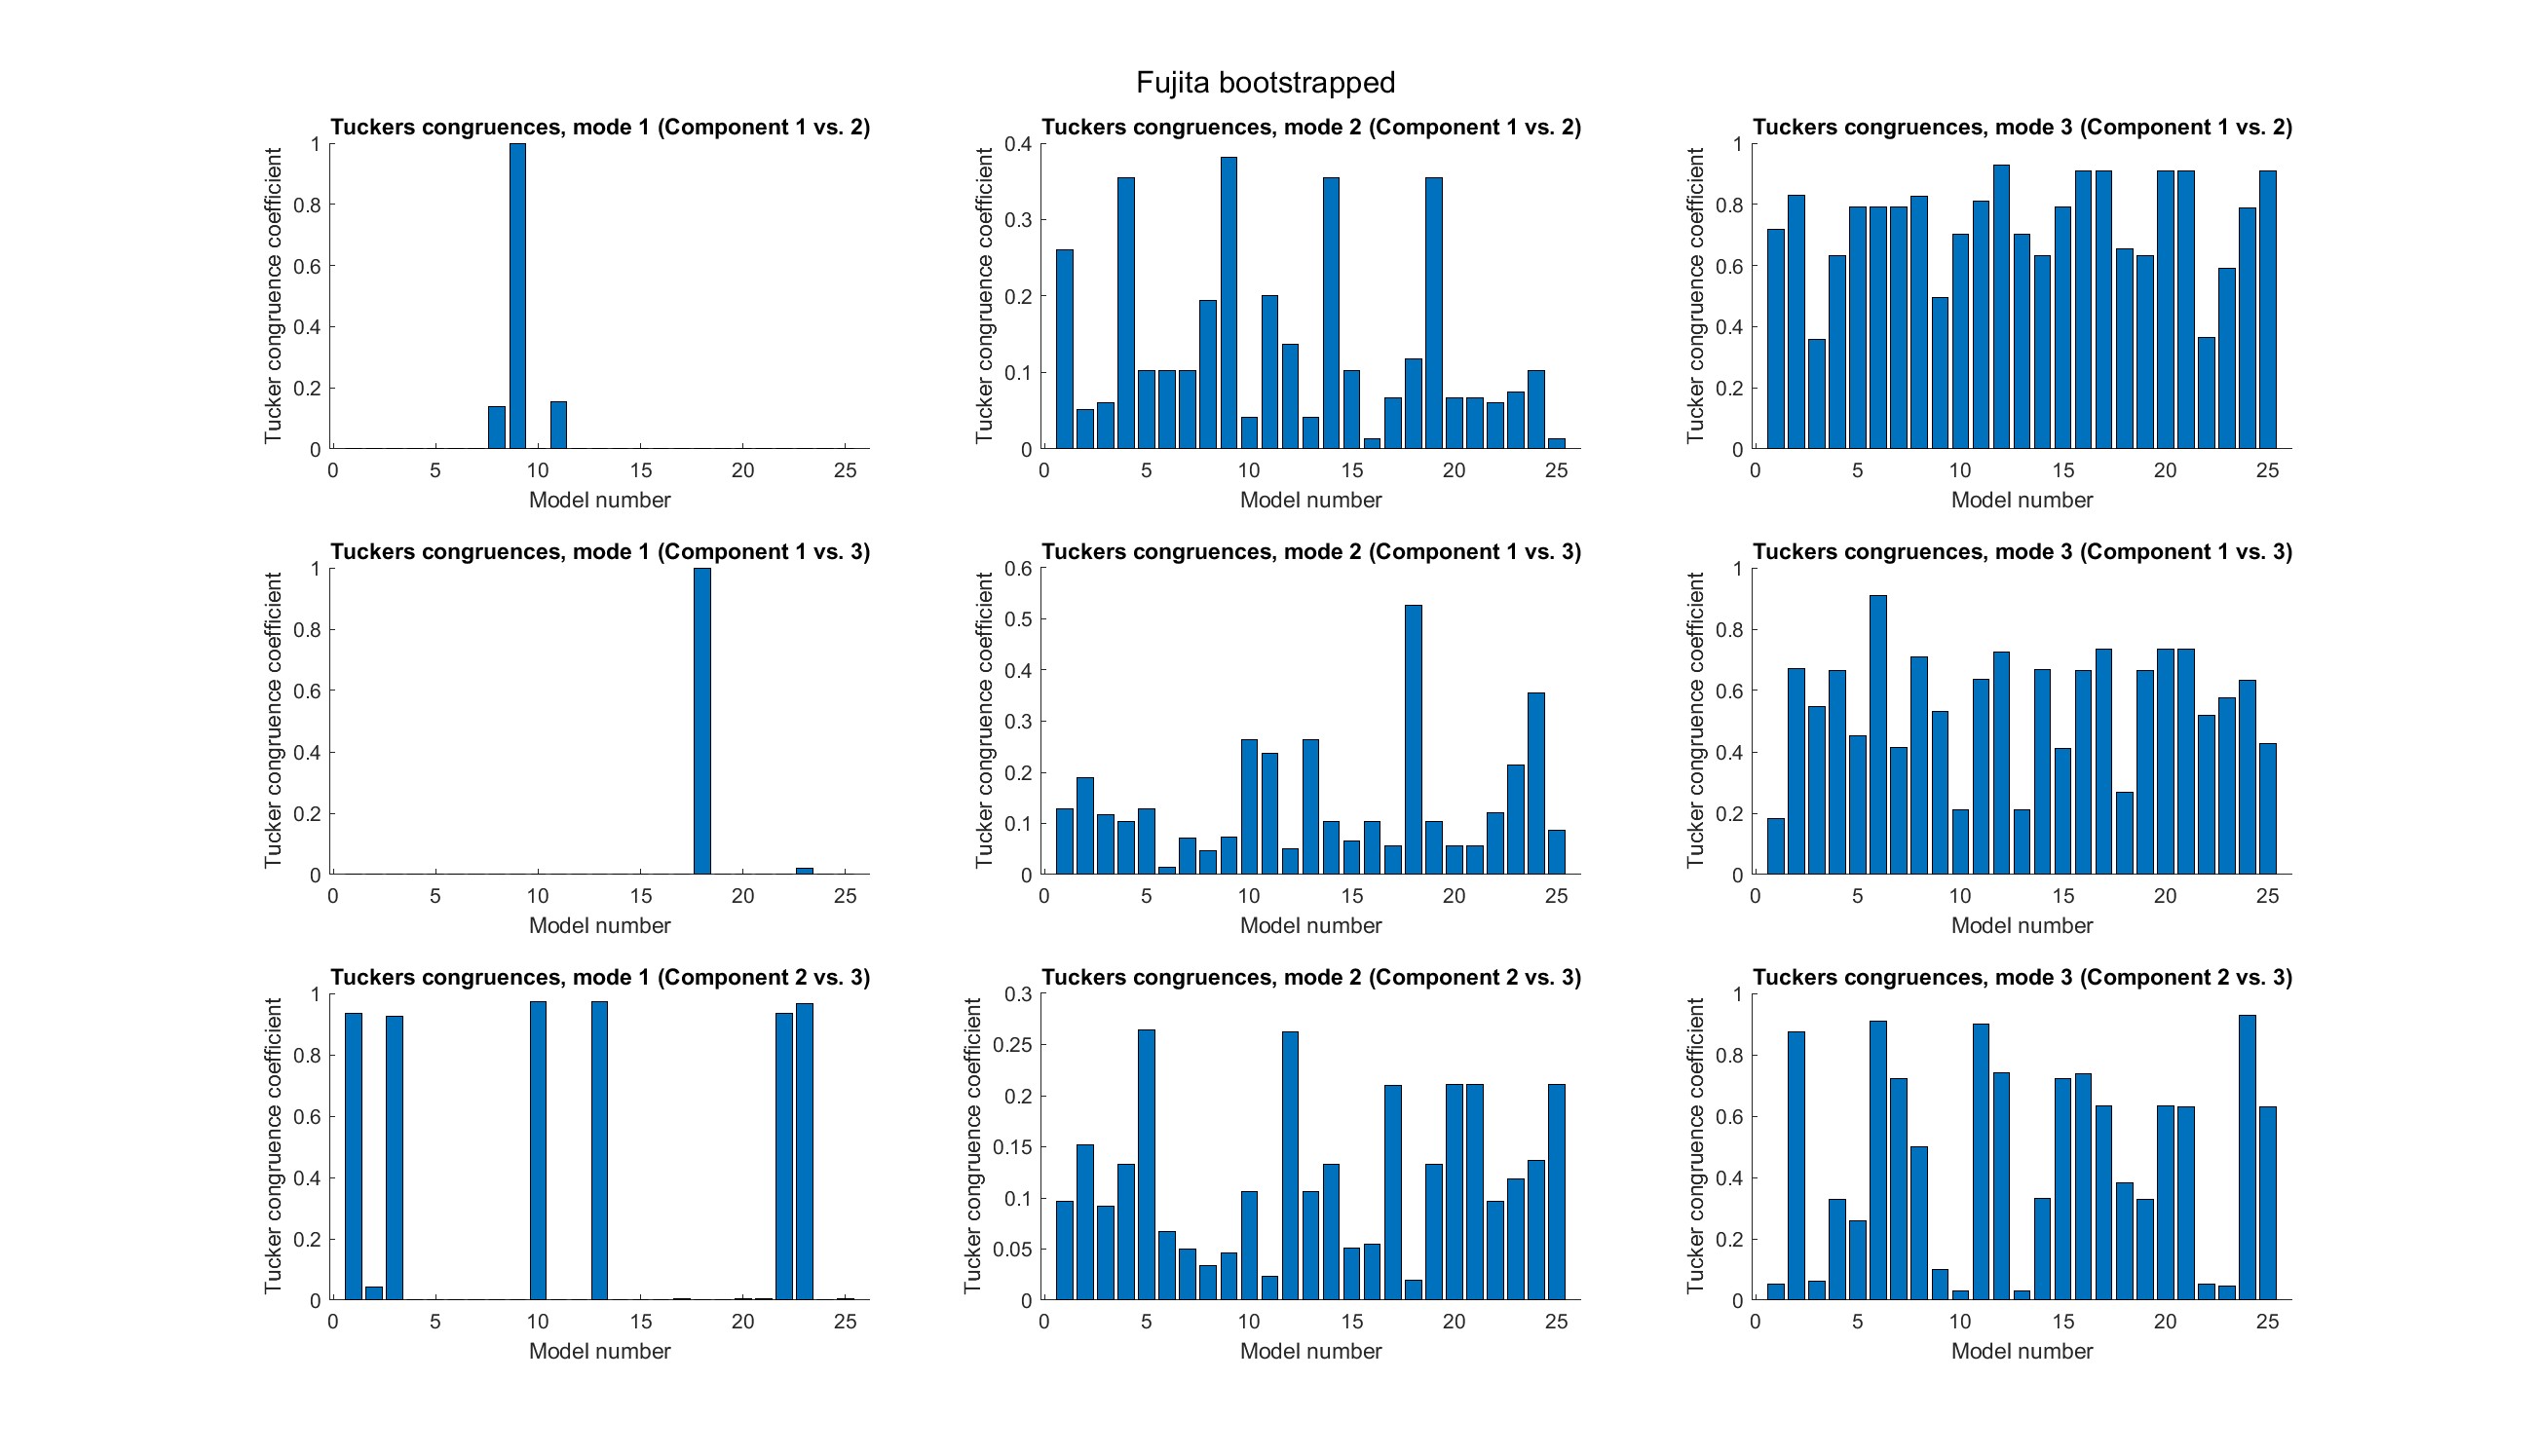 Fujita bootstrapped
Tuckers congruences, mode 1 (Component 1 vs. 2)
Tucker congruence coefficient
1
0.8
0.6
0.4
0.2
0
0 5 10 15 20 25
Model number
Tuckers congruences, mode 2 (Component 1 vs. 2)
Tucker congruence coefficient
0.4
0.3
0.2
0.1
0
0 5 10 15 20 25
Model number
Tuckers congruences, mode 3 (Component 1 vs. 2)
Tucker congruence coefficient
1
0.8
0.6
0.4
0.2
0
0 5 10 15 20 25
Model number
Tuckers congruences, mode 1 (Component 1 vs. 3)
Tucker congruence coefficient
1
0.8
0.6
0.4
0.2
0
0 5 10 15 20 25
Model number
Tuckers congruences, mode 2 (Component 1 vs. 3)
Tucker congruence coefficient
0.6
0.5
0.4
0.3
0.2
0.1
0
0 5 10 15 20 25
Model number
Tuckers congruences, mode 3 (Component 1 vs. 3)
Tucker congruence coefficient
1
0.8
0.6
0.4
0.2
0
0 5 10 15 20 25
Model number
Tuckers congruences, mode 1 (Component 2 vs. 3)
Tucker congruence coefficient
1
0.8
0.6
0.4
0.2
0
0 5 10 15 20 25
Model number
Tuckers congruences, mode 2 (Component 2 vs. 3)
Tucker congruence coefficient
0.3
0.25
0.2
0.15
0.1
0.05
0
0 5 10 15 20 25
Model number
Tuckers congruences, mode 3 (Component 2 vs. 3)
Tucker congruence coefficient
1
0.8
0.6
0.4
0.2
0
0 5 10 15 20 25
Model number